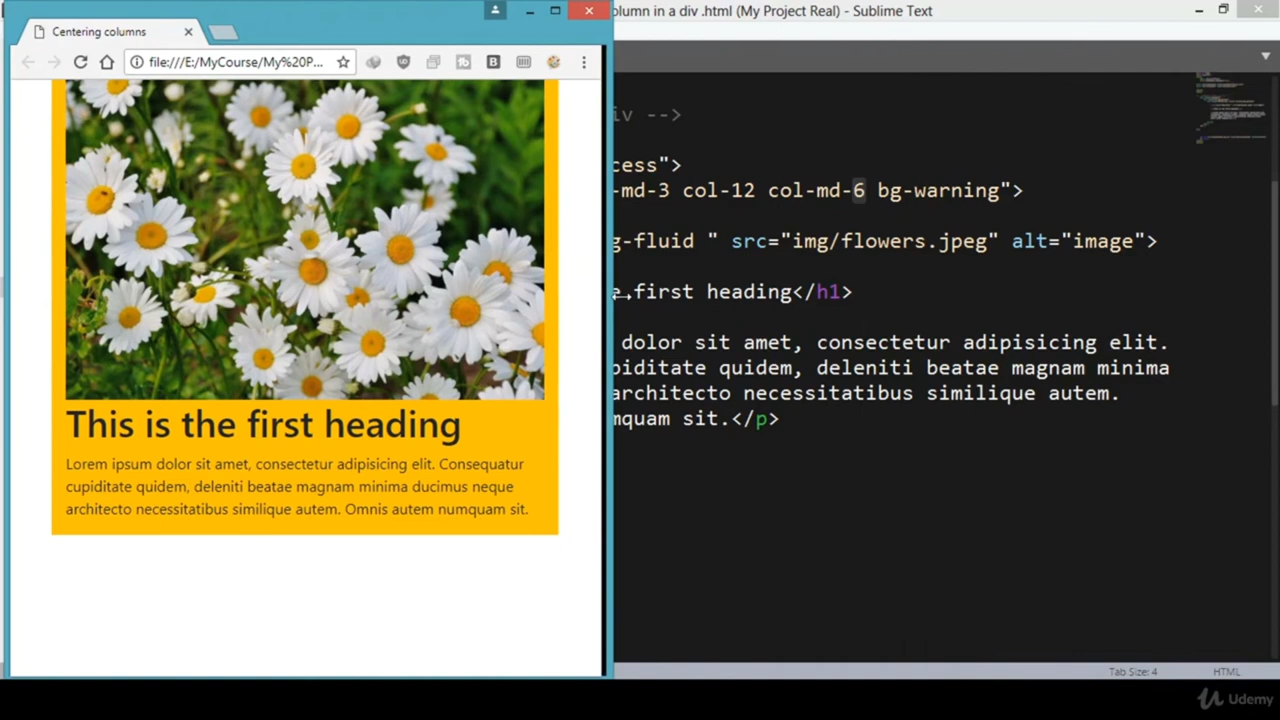 Centering columns
olumn in a div .html (My Project Real) - Sublime Text
file:///E:/MyCourse/My%20P...
iv -->
cess">
-md-3 col-12 col-md-6 bg-warning">
g-fluid " src="img/flowers.jpeg" alt="image">
e first heading</h1>
dolor sit amet, consectetur adipisicing elit.
piditate quidem, deleniti beatae magnam minima
architecto necessitatibus similique autem.
mquam sit.</p>
This is the first heading
Lorem ipsum dolor sit amet, consectetur adipisicing elit. Consequatur
cupiditate quidem, deleniti beatae magnam minima ducimus neque
architecto necessitatibus similique autem. Omnis autem numquam sit.
Tab Size: 4
HTML
Udemy